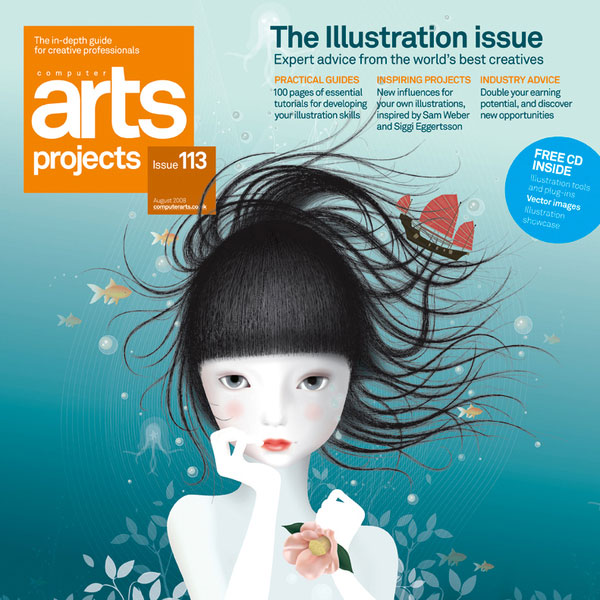 The in-depth guide
for creative professionals
computer
arts
projects
Issue 113
August 2008
computerarts.co.uk
The Illustration issue
Expert advice from the world's best creatives
PRACTICAL GUIDES
100 pages of essential
tutorials for developing
your illustration skills
INSPIRING PROJECTS
New influences for
your own illustrations,
inspired by Sam Weber
and Siggi Eggertsson
INDUSTRY ADVICE
Double your earning
potential, and discover
new opportunities
FREE CD
INSIDE
Illustration tools
and plug-ins
Vector images
Illustration
showcase